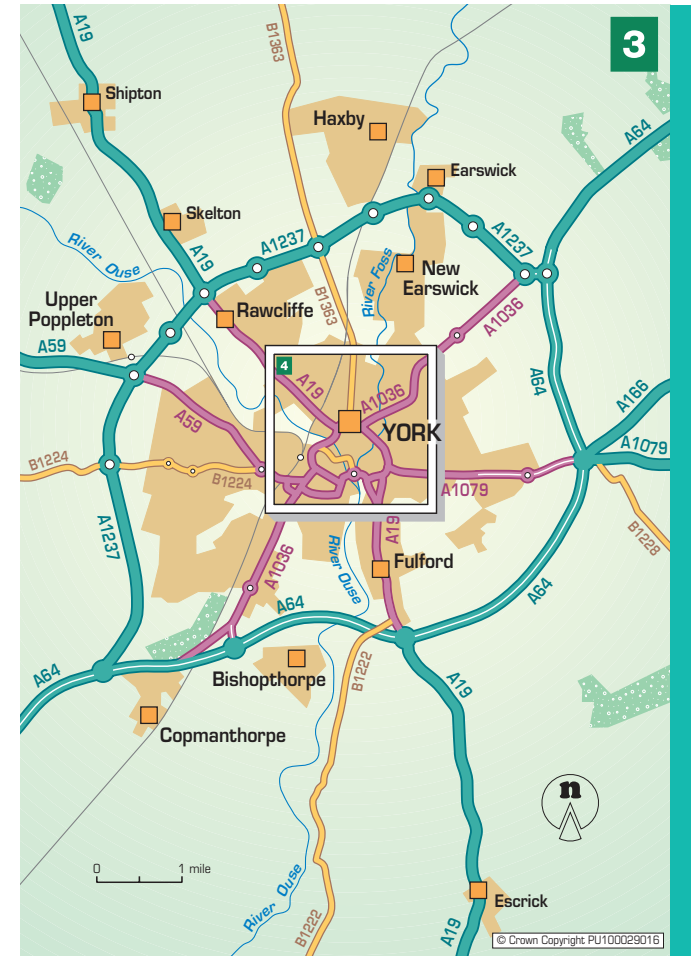 A19
B1363
3
Shipton
Haxby
A64
Earswick
Skelton
River Ouse
A19
A1237
A1237
River Foss
New
Earswick
Upper
Poppleton
Rawcliffe
B1363
A1036
A59
4
A19
A1036
A64
A166
A59
YORK
A1079
B1224
B1224
A1079
A1237
A19
B1228
A1036
River Ouse
Fulford
A64
A64
A64
B1222
Bishopthorpe
A19
Copmanthorpe
n
0 1 mile
River Ouse
Escrick
B1222
A19
© Crown Copyright PU100029016